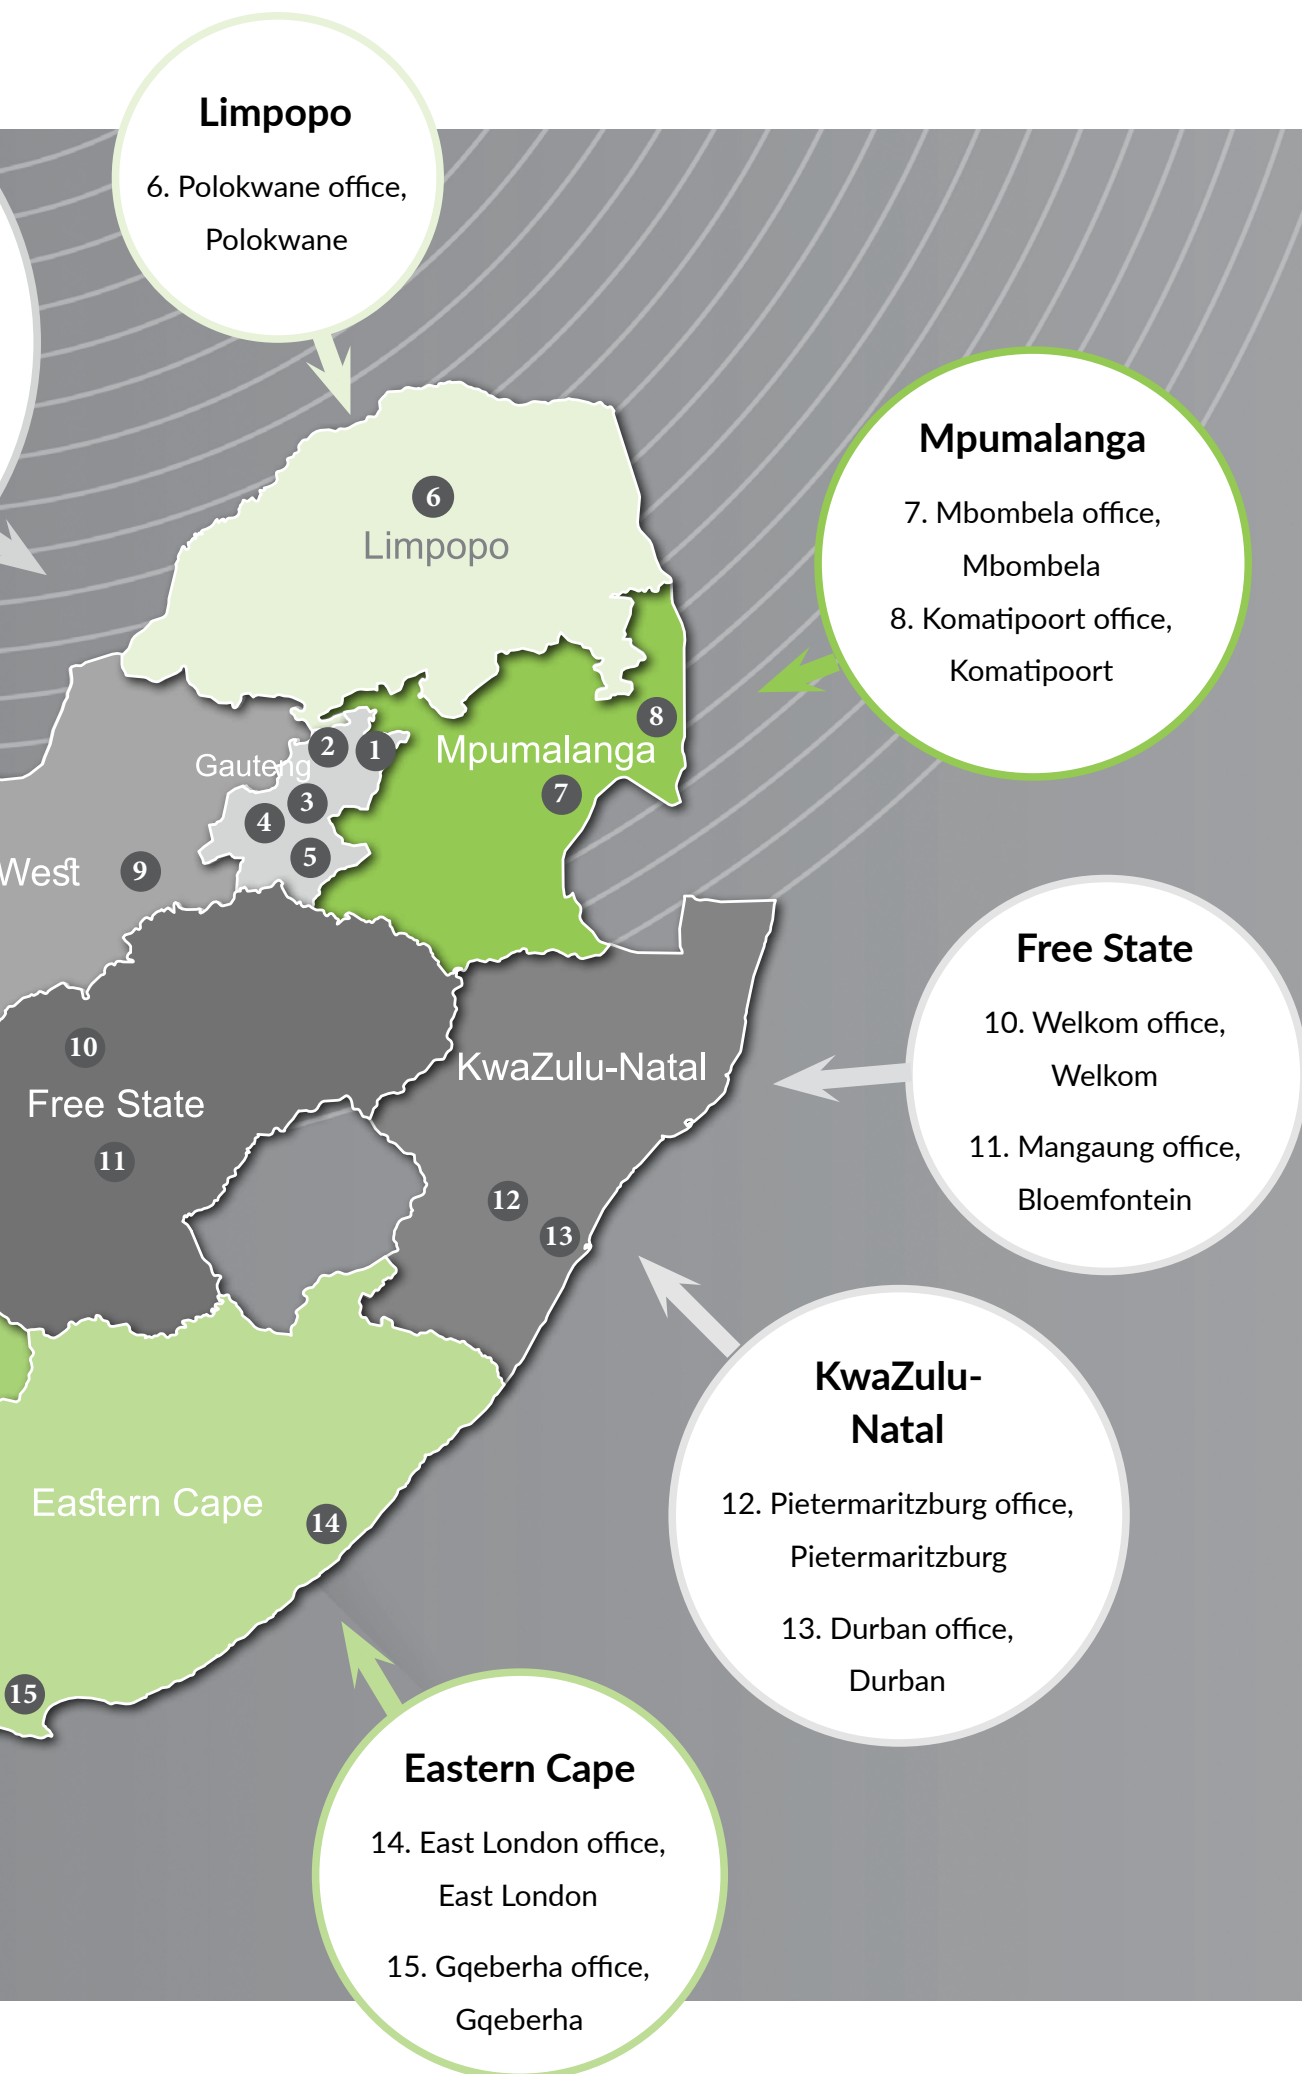 Limpopo
6. Polokwane office,
Polokwane
Mpumalanga
7. Mbombela office,
Mbombela
8. Komatipoort office,
Komatipoort
6
Limpopo
8
Mpumalanga
7
2
1
Gauteng
3
4
5
West
9
Free State
10. Welkom office,
Welkom
11. Mangaung office,
Bloemfontein
10
Free State
11
KwaZulu-Natal
12
13
KwaZulu-
Natal
12. Pietermaritzburg office,
Pietermaritzburg
13. Durban office,
Durban
Eastern Cape
14
15
Eastern Cape
14. East London office,
East London
15. Gqeberha office,
Gqeberha